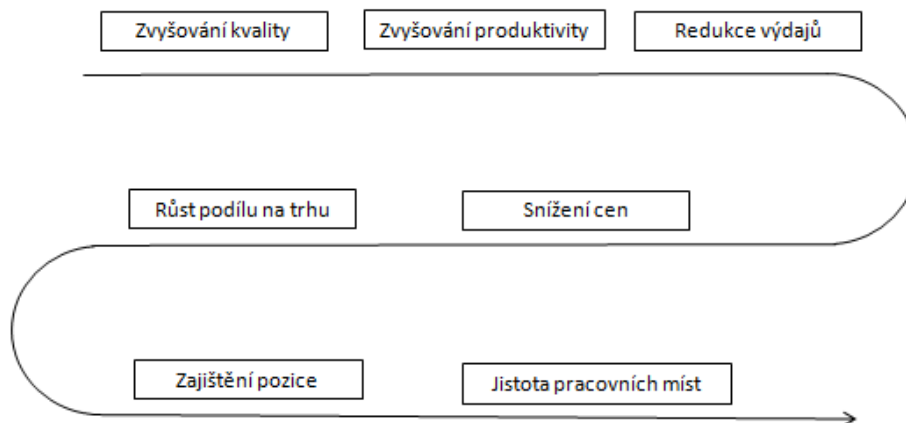 Zvyšování kvality
Zvyšování produktivity
Redukce výdajů
Růst podílu na trhu
Snížení cen
Zajištění pozice
Jistota pracovních míst